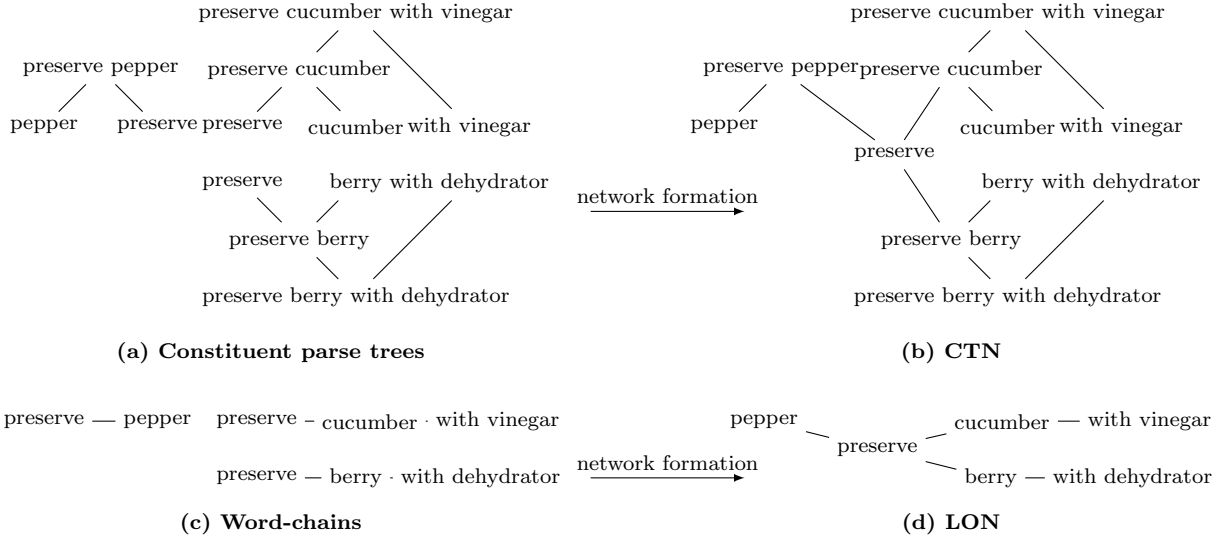 preserve cucumber with vinegar
preserve pepper
preserve cucumber
pepper
preserve
preserve
cucumber
with vinegar
preserve
berry
with dehydrator
preserve berry
preserve berry with dehydrator
(a) Constituent parse trees
network formation
preserve cucumber with vinegar
preserve pepper
preserve cucumber
pepper
cucumber
with vinegar
preserve
berry
with dehydrator
preserve berry
preserve berry with dehydrator
(b) CTN
preserve — pepper
preserve – cucumber · with vinegar
preserve – berry · with dehydrator
(c) Word-chains
network formation
pepper
preserve
cucumber — with vinegar
berry — with dehydrator
(d) LON